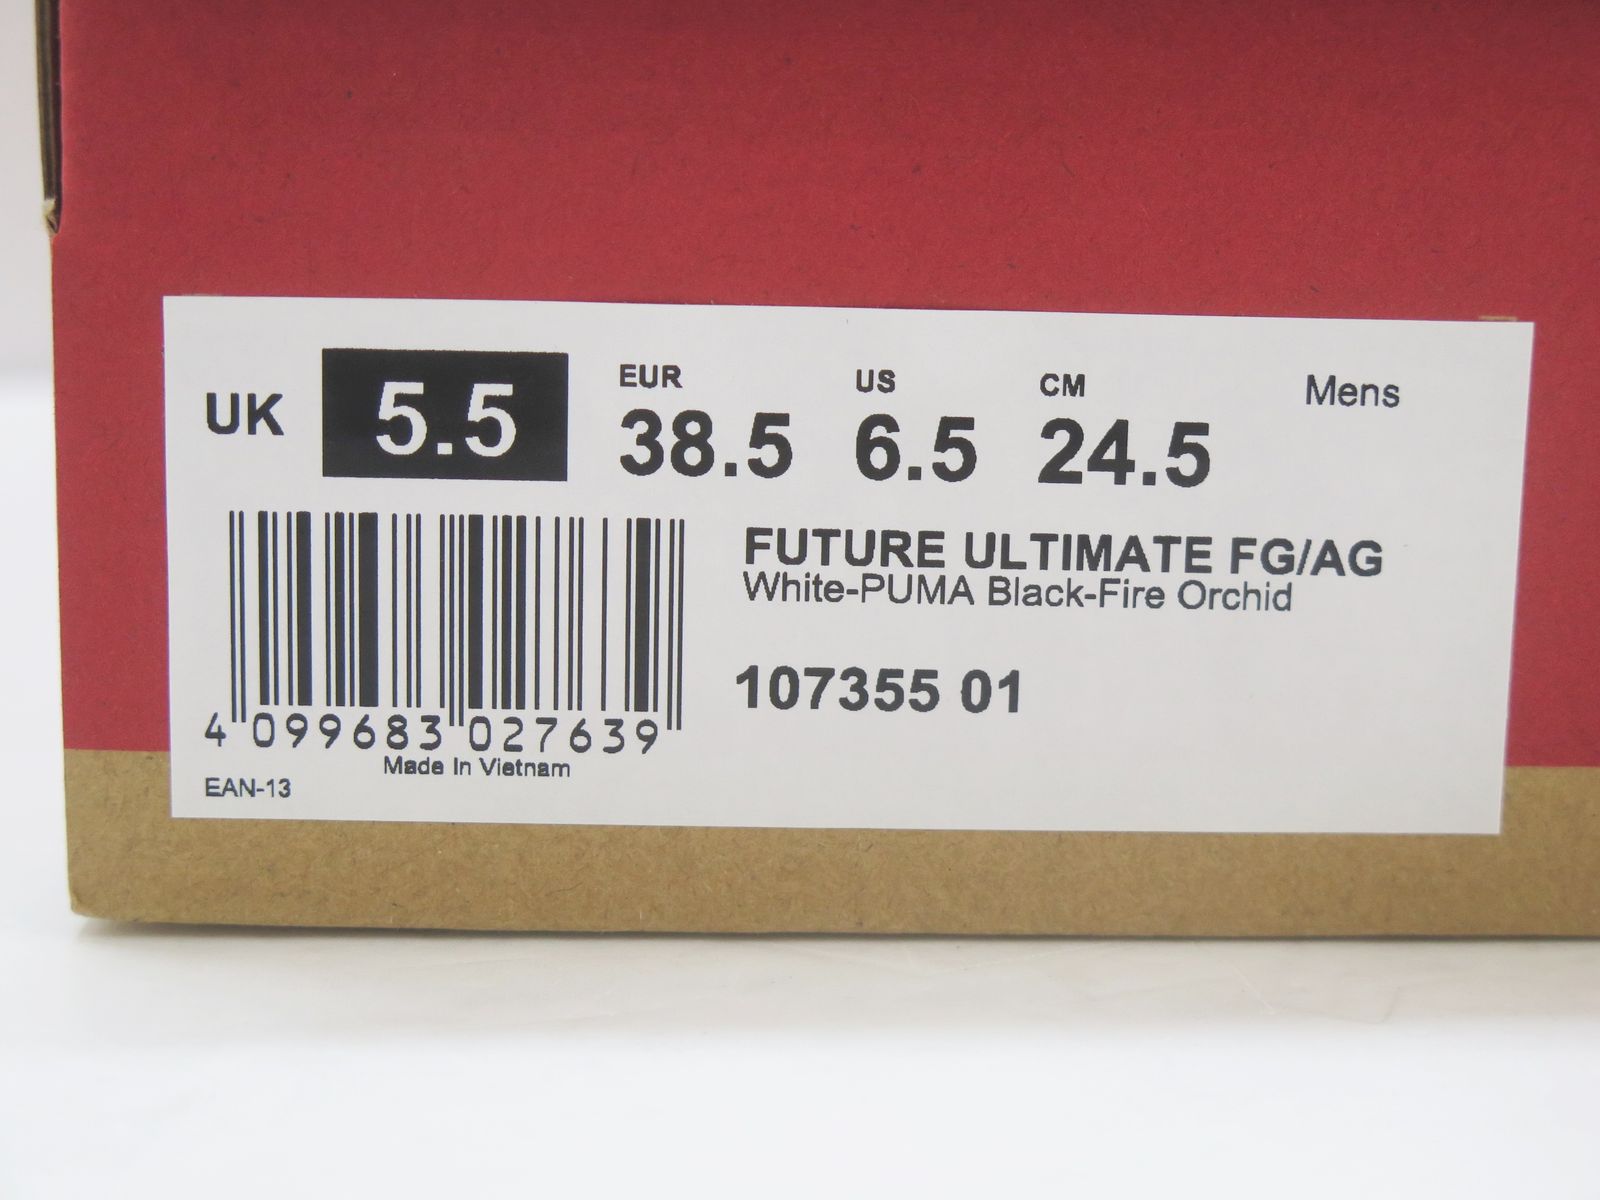 UK 5.5 EUR 38.5 US 6.5 CM 24.5 Mens
FUTURE ULTIMATE FG/AG
White-PUMA Black-Fire Orchid
107355 01
4 099683 027639
Made In Vietnam
EAN-13